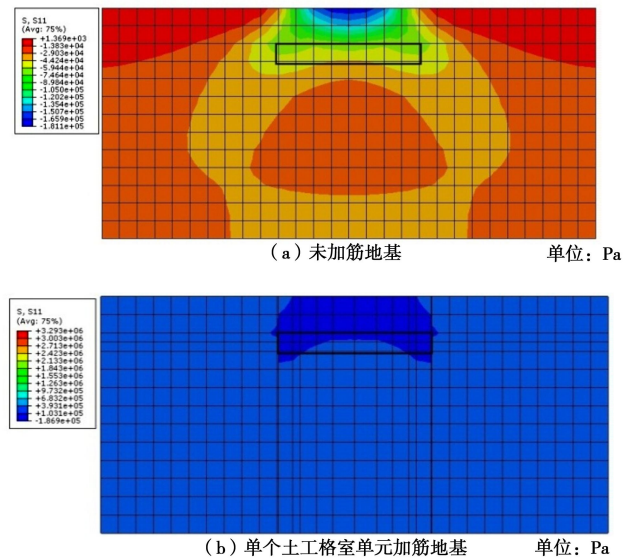 S, S11
(Avg: 75%)
+1.369e+03
-1.383e+04
-2.903e+04
-4.424e+04
-5.944e+04
-7.464e+04
-8.984e+04
-1.050e+05
-1.202e+05
-1.354e+05
-1.507e+05
-1.659e+05
-1.811e+05
（a）未加筋地基 单位：Pa
S, S11
(Avg: 75%)
+3.293e+06
+3.003e+06
+2.713e+06
+2.423e+06
+2.133e+06
+1.843e+06
+1.553e+06
+1.263e+06
+9.732e+05
+6.832e+05
+3.931e+05
+1.031e+05
-1.869e+05
（b）单个土工格室单元加筋地基 单位：Pa